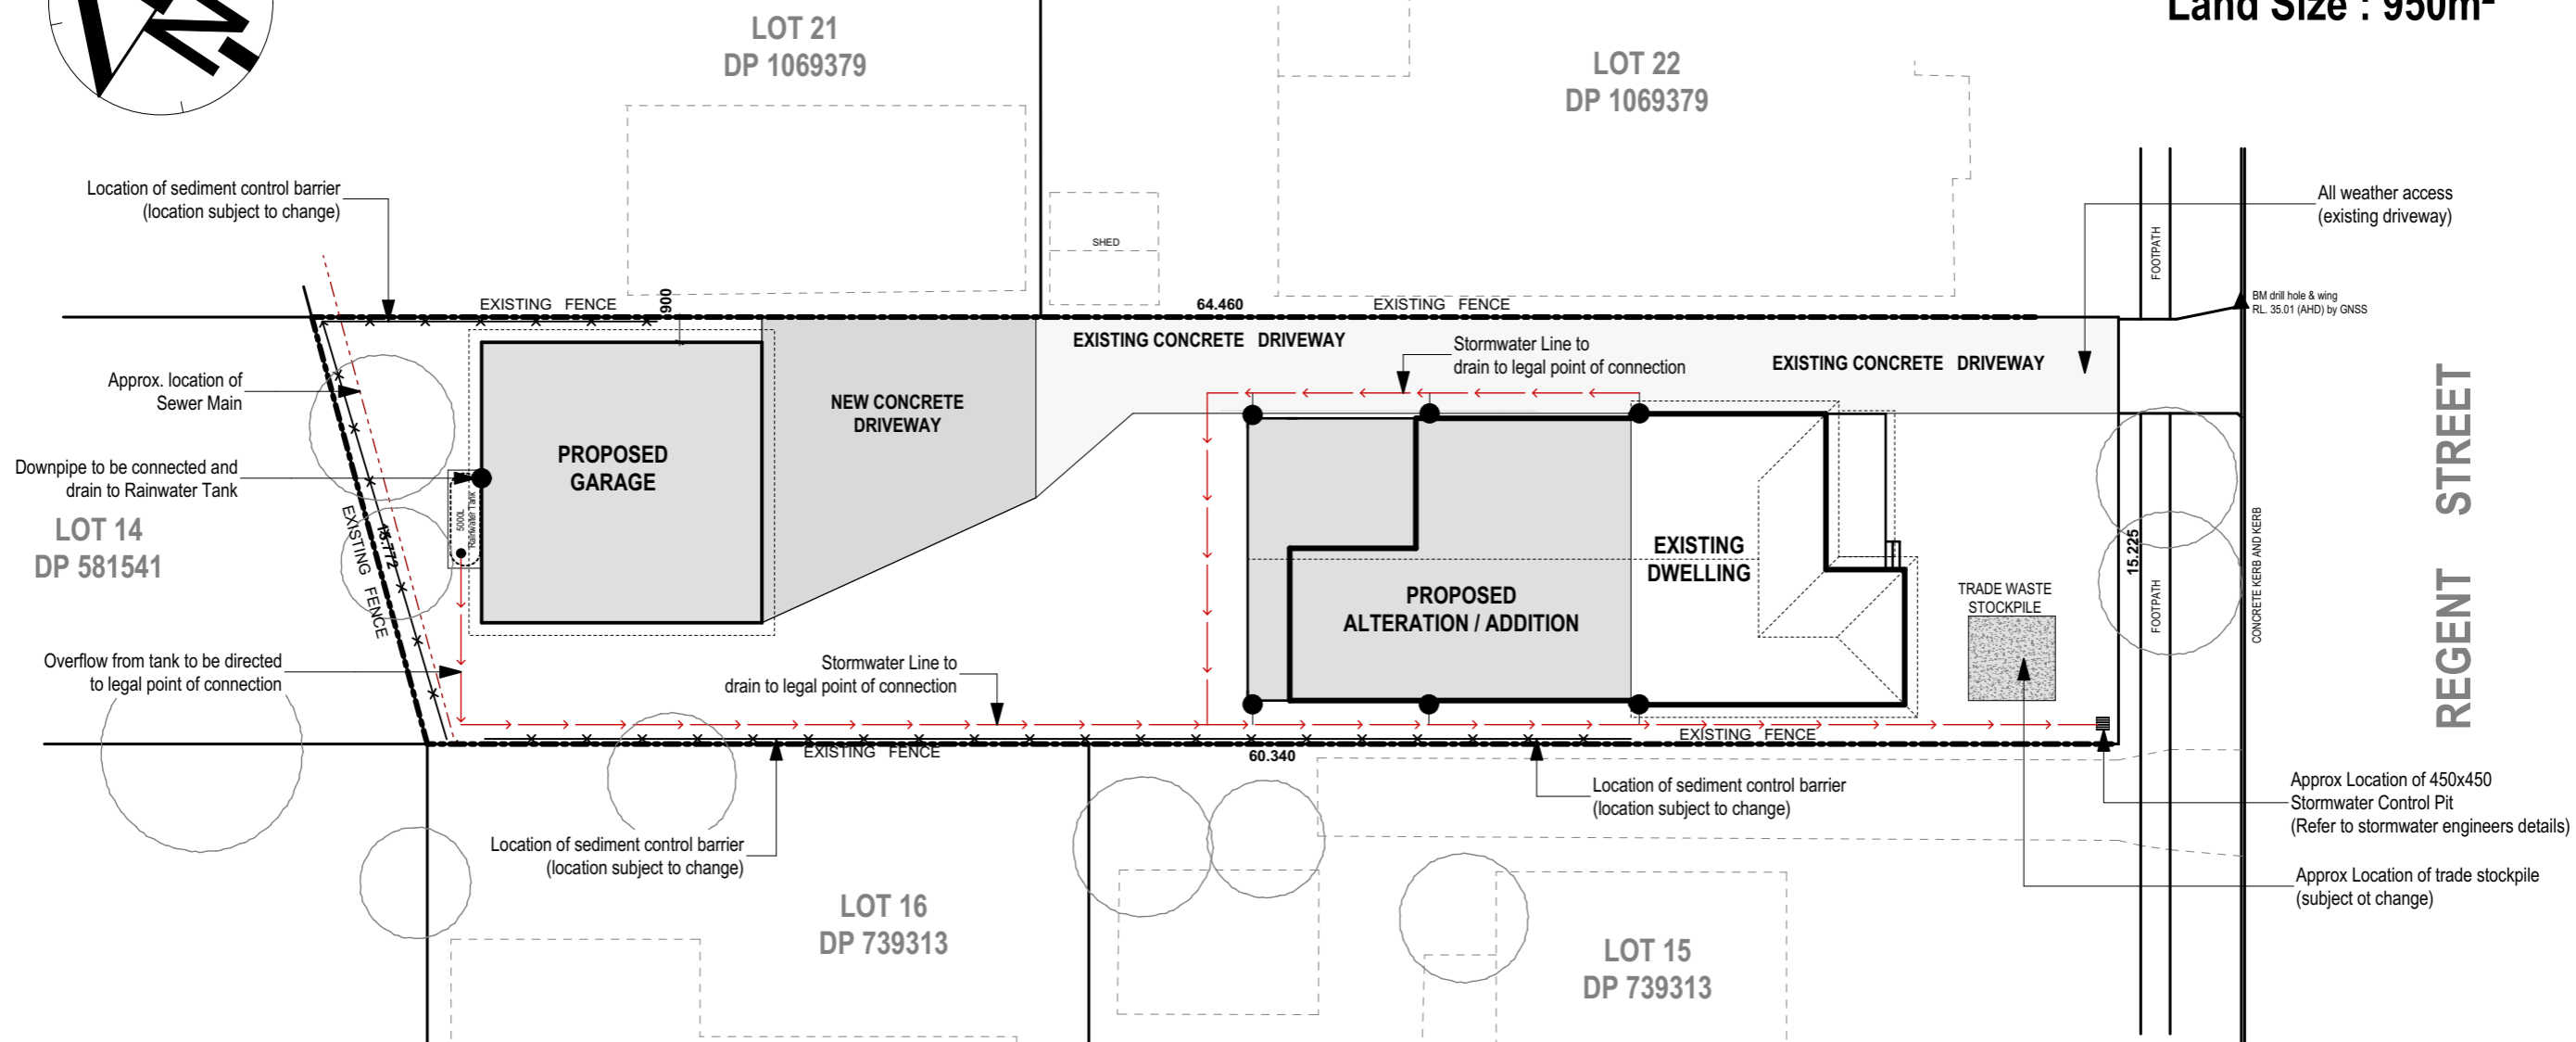 Land Size : 950m²
LOT 21
DP 1069379
LOT 22
DP 1069379
Location of sediment control barrier
(location subject to change)
All weather access
(existing driveway)
SHED
FOOTPATH
EXISTING FENCE
900
64.460
EXISTING FENCE
BM drill hole & wing
RL. 35.01 (AHD) by GNSS
EXISTING CONCRETE DRIVEWAY
Stormwater Line to
drain to legal point of connection
EXISTING CONCRETE DRIVEWAY
Approx. location of
Sewer Main
NEW CONCRETE
DRIVEWAY
PROPOSED
GARAGE
Downpipe to be connected and
drain to Rainwater Tank
5000L
Rainwater Tank
LOT 14
DP 581541
EXISTING FENCE
EXISTING
DWELLING
PROPOSED
ALTERATION / ADDITION
TRADE WASTE
STOCKPILE
15.225
FOOTPATH
CONCRETE KERB AND KERB
REGENT STREET
Overflow from tank to be directed
to legal point of connection
Stormwater Line to
drain to legal point of connection
EXISTING FENCE
EXISTING FENCE
60.340
Location of sediment control barrier
(location subject to change)
Approx Location of 450x450
Stormwater Control Pit
(Refer to stormwater engineers details)
Location of sediment control barrier
(location subject to change)
Approx Location of trade stockpile
(subject ot change)
LOT 16
DP 739313
LOT 15
DP 739313